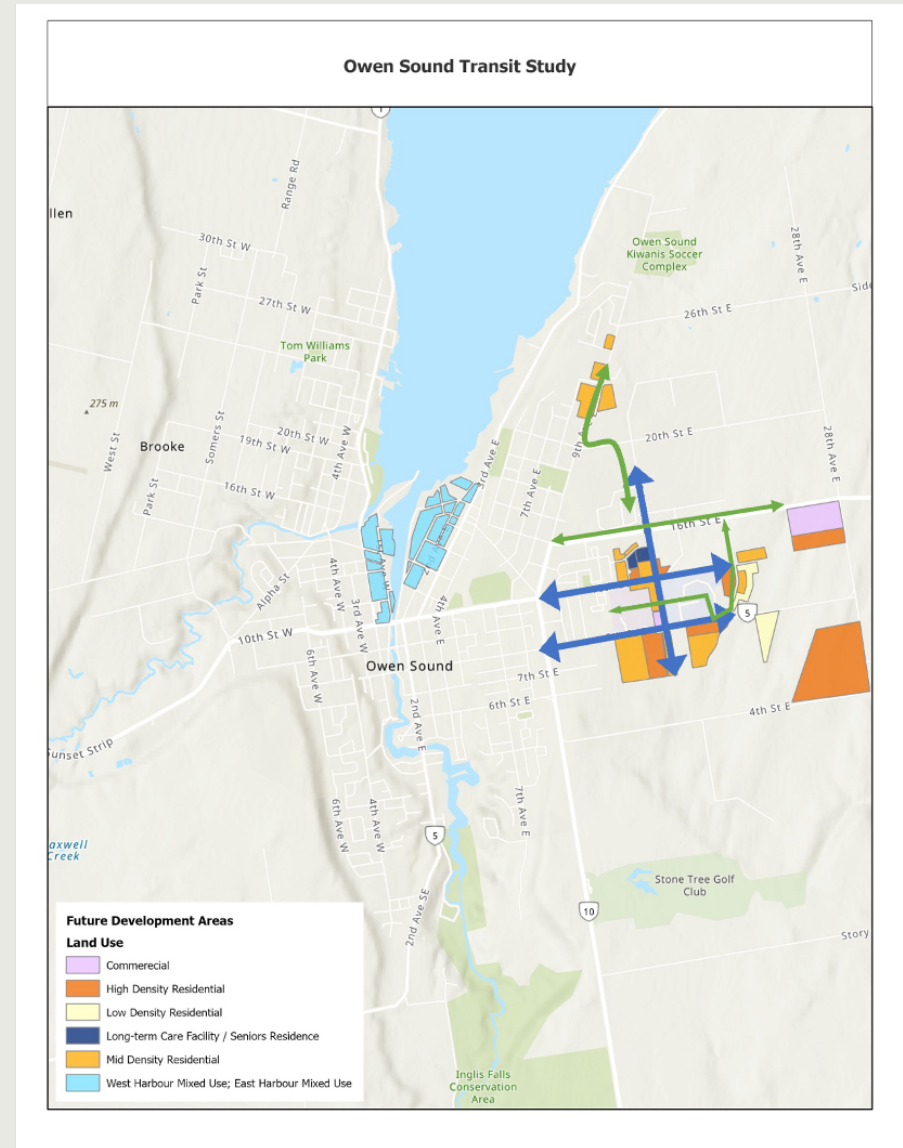 Owen Sound Transit Study
1
llen
Range Rd
30th St W
Park St
27th St W
Owen Sound
Kiwanis Soccer
Complex
28th Ave E
Side
26th St E
Tom Williams
Park
275 m
West St
Brooke
Somers St
20th St W
19th St W
4th Ave W
16th St W
Park St
3rd Ave E
7th Ave E
9th
20th St E
28th Ave E
16th St E
Alpha St
4th Ave W
3rd Ave W
4th Ave E
5
10th St W
6th Ave W
Owen Sound
7th St E
6th St E
4th St E
Sunset Strip
2nd Ave E
6th Ave W
4th Ave W
7th Ave E
5
axwell
Creek
Stone Tree Golf
Club
10
2nd Ave SE
Story
Future Development Areas
Land Use
Commerecial
High Density Residential
Low Density Residential
Long-term Care Facility / Seniors Residence
Mid Density Residential
West Harbour Mixed Use; East Harbour Mixed Use
Inglis Falls
Conservation
Area